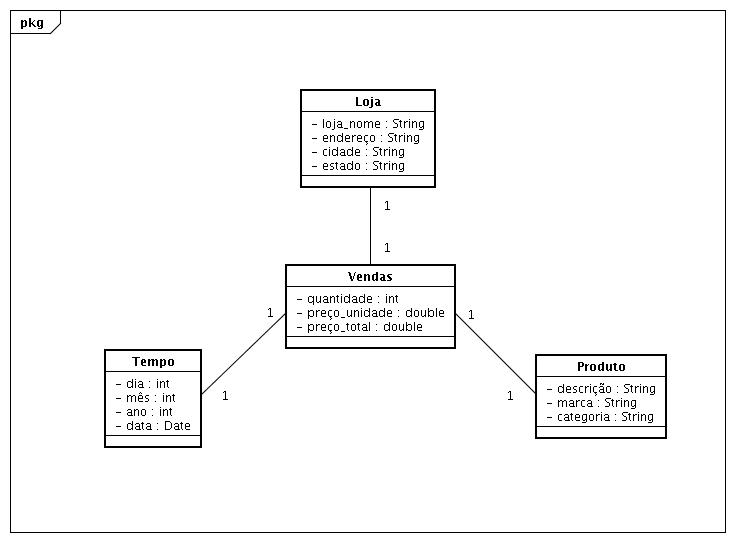 pkg
Loja
- loja_nome : String
- endereço : String
- cidade : String
- estado : String
1
1
Vendas
- quantidade : int
- preço_unidade : double
- preço_total : double
1
1
Tempo
- dia : int
- mês : int
- ano : int
- data : Date
1
1
Produto
- descrição : String
- marca : String
- categoria : String